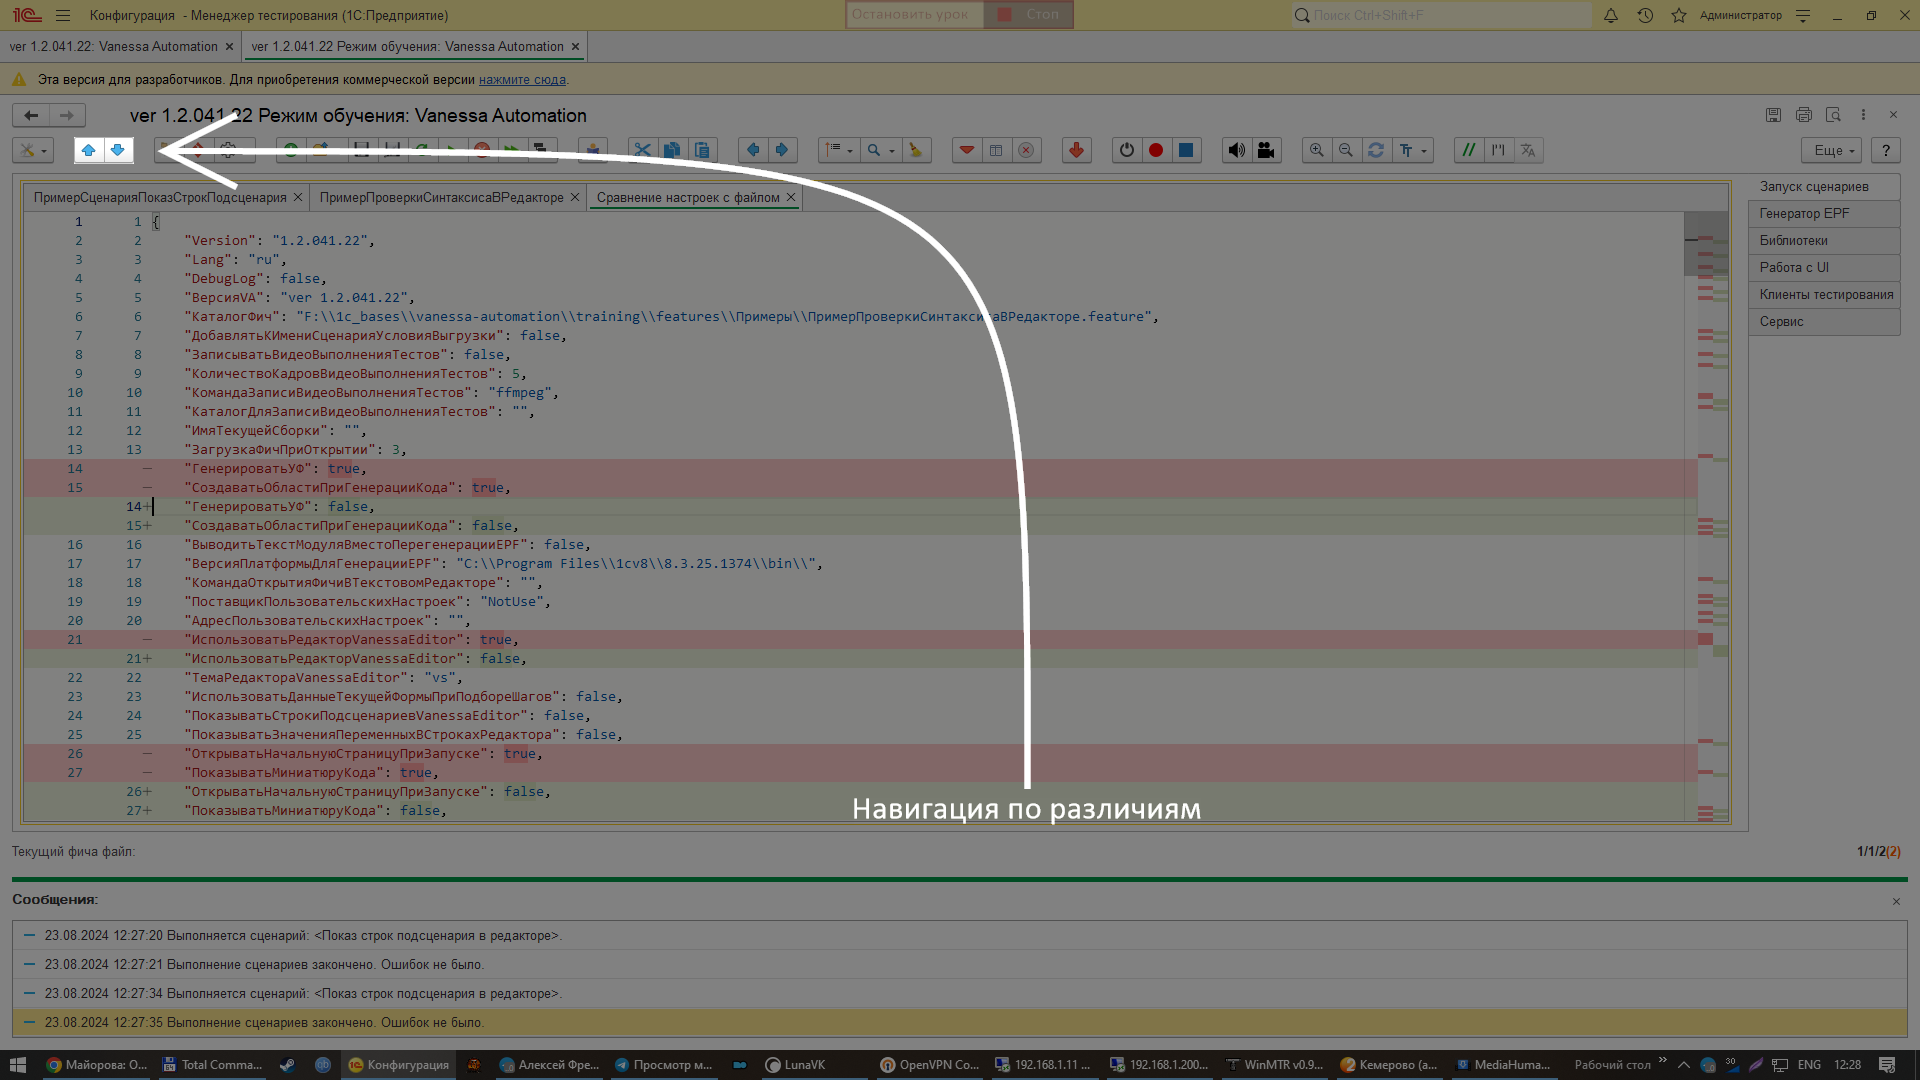 Конфигурация - Менеджер тестирования (1С:Предприятие)
Остановить урок
Стоп
Поиск Ctrl+Shift+F
Администратор
ver 1.2.041.22: Vanessa Automation
ver 1.2.041.22 Режим обучения: Vanessa Automation
Эта версия для разработчиков. Для приобретения коммерческой версии нажмите сюда.
ver 1.2.041.22 Режим обучения: Vanessa Automation
Еще
?
ПримерСценарияПоказСтрокПодсценария
ПримерПроверкиСинтаксисаВРедакторе
Сравнение настроек с файлом
Запуск сценариев
Генератор EPF
Библиотеки
Работа с UI
Клиенты тестирования
Сервис
1 1 {
2 2 "Version": "1.2.041.22",
3 3 "Lang": "ru",
4 4 "DebugLog": false,
5 5 "ВерсияVA": "ver 1.2.041.22",
6 6 "КаталогФич": "F:\\1c_bases\\vanessa-automation\\training\\features\\Примеры\\ПримерПроверкиСинтаксисаВРедакторе.feature",
7 7 "ДобавлятьКИмениСценарияУсловияВыгрузки": false,
8 8 "ЗаписыватьВидеоВыполненияТестов": false,
9 9 "КоличествоКадровВидеоВыполненияТестов": 5,
10 10 "КомандаЗаписиВидеоВыполненияТестов": "ffmpeg",
11 11 "КаталогДляЗаписиВидеоВыполненияТестов": "",
12 12 "ИмяТекущейСборки": "",
13 13 "ЗагрузкаФичПриОткрытии": 3,
14 — "ГенерироватьУФ": true,
15 — "СоздаватьОбластиПриГенерацииКода": true,
14+ "ГенерироватьУФ": false,
15+ "СоздаватьОбластиПриГенерацииКода": false,
16 16 "ВыводитьТекстМодуляВместоПерегенерацииEPF": false,
17 17 "ВерсияПлатформыДляГенерацииEPF": "C:\\Program Files\\1cv8\\8.3.25.1374\\bin\\",
18 18 "КомандаОткрытияФичиВТекстовомРедакторе": "",
19 19 "ПоставщикПользовательскихНастроек": "NotUse",
20 20 "АдресПользовательскихНастроек": "",
21 — "ИспользоватьРедакторVanessaEditor": true,
21+ "ИспользоватьРедакторVanessaEditor": false,
22 22 "ТемаРедактораVanessaEditor": "vs",
23 23 "ИспользоватьДанныеТекущейФормыПриПодбореШагов": false,
24 24 "ПоказыватьСтрокиПодсценариевVanessaEditor": false,
25 25 "ПоказыватьЗначенияПеременныхВСтрокахРедактора": false,
26 — "ОткрыватьНачальнуюСтраницуПриЗапуске": true,
27 — "ПоказыватьМиниатюруКода": true,
26+ "ОткрыватьНачальнуюСтраницуПриЗапуске": false,
27+ "ПоказыватьМиниатюруКода": false,
Навигация по различиям
Текущий фича файл:
1/1/2(2)
Сообщения:
23.08.2024 12:27:20 Выполняется сценарий: <Показ строк подсценария в редакторе>.
23.08.2024 12:27:21 Выполнение сценариев закончено. Ошибок не было.
23.08.2024 12:27:34 Выполняется сценарий: <Показ строк подсценария в редакторе>.
23.08.2024 12:27:35 Выполнение сценариев закончено. Ошибок не было.
Майорова: О...
Total Comma...
Конфигурация
Алексей Фре...
Просмотр м...
LunaVK
OpenVPN Co...
192.168.1.11 ...
192.168.1.200...
WinMTR v0.9...
Кемерово (а...
MediaHuma...
Рабочий стол
30
ENG
12:28